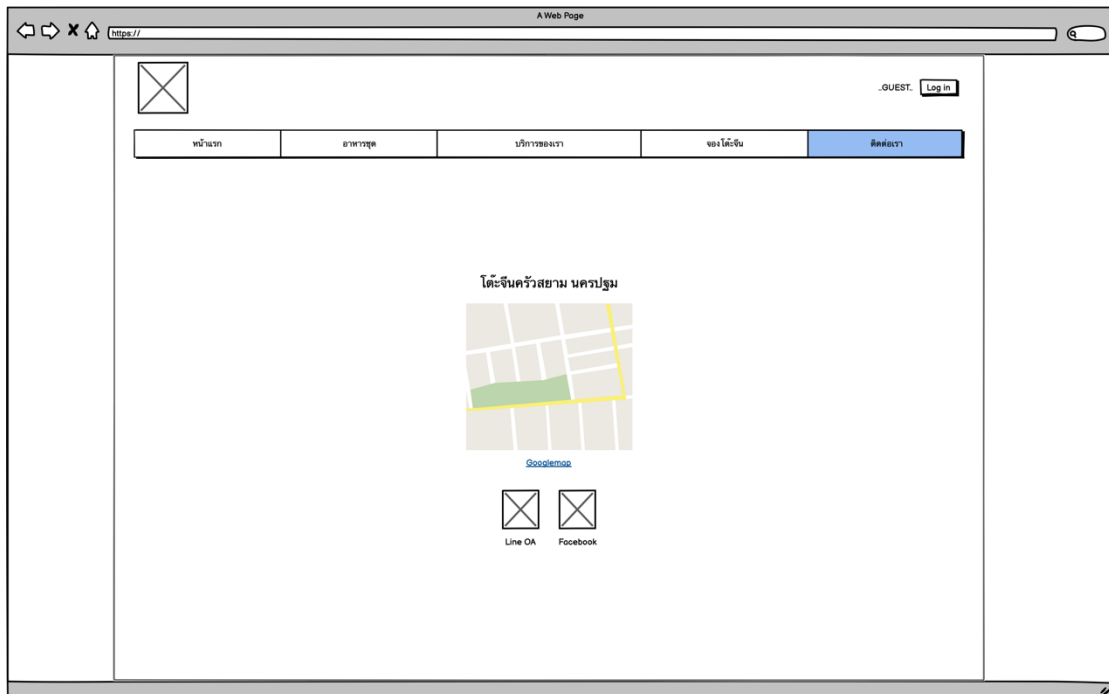 A Web Page
https://
..GUEST.. Log in
หน้าแรก อาหารชุด บริการของเรา จองโต๊ะจีน ติดต่อเรา
โต๊ะจีนครัวสยาม นครปฐม
Googlemap
Line OA Facebook